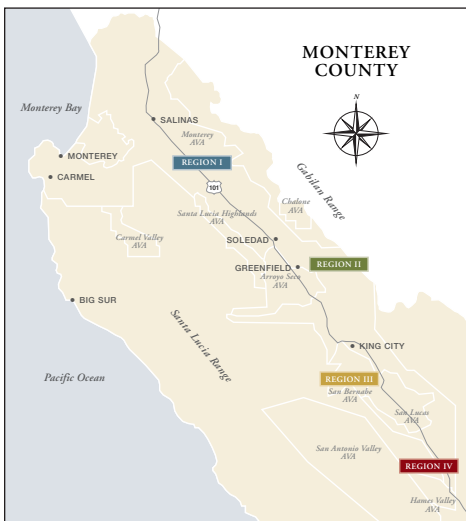 MONTEREY
COUNTY
N
Monterey Bay
SALINAS
Monterey
AVA
MONTEREY
REGION I
CARMEL
Gabilan Range
101
Chalone
AVA
Santa Lucia Highlands
AVA
Carmel Valley
AVA
SOLEDAD
GREENFIELD
REGION II
Arroyo Seco
AVA
BIG SUR
Santa Lucia Range
KING CITY
Pacific Ocean
REGION III
San Bernabe
AVA
San Lucas
AVA
San Antonio Valley
AVA
REGION IV
Hames Valley
AVA